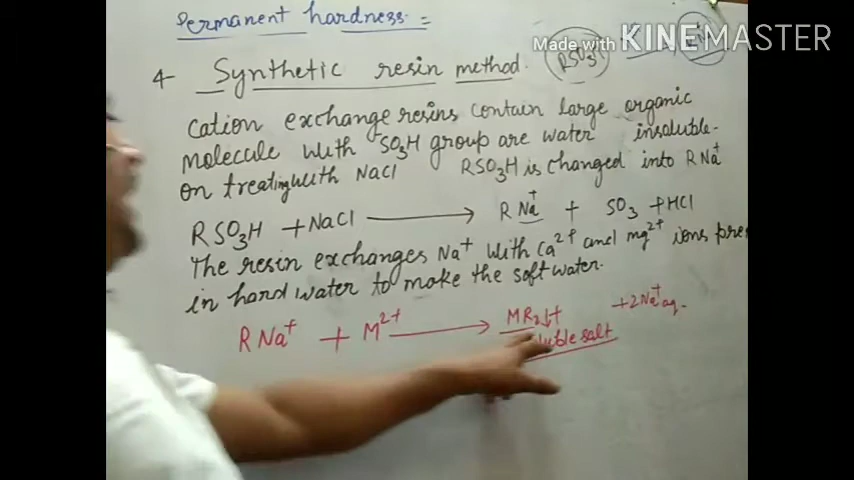 Permanent hardness =
Made with KINEMASTER
RSO3H
4- Synthetic resin method.
Cation exchange resins contain large organic
molecule with SO3H group are water insoluble-
on treating with NaCl RSO3H is changed into RNa+
RSO3H + NaCl → RNa+ + SO3 + HCl
The resin exchanges Na+ with Ca2+ and mg2+ ions pre
in hard water to make the soft water.
RNa+ + M2+ → MR2↓+ +2Na+aq.
luble salt